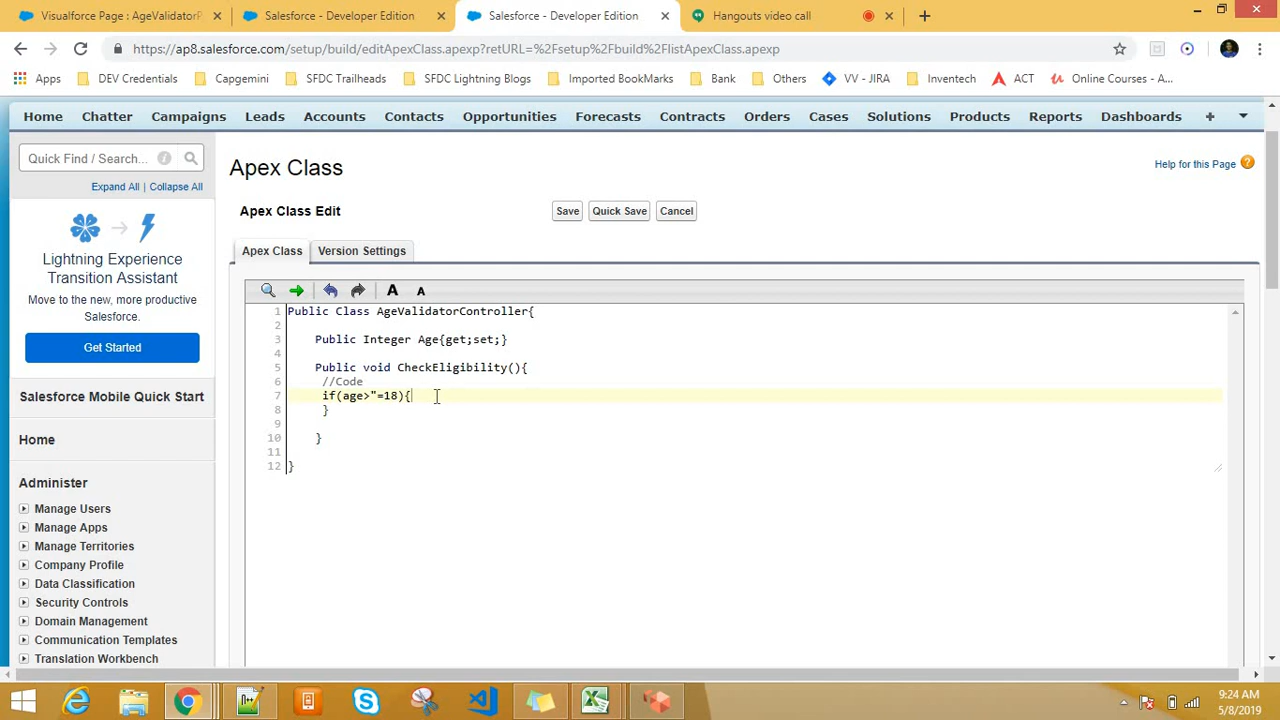 Visualforce Page : AgeValidatorP
Salesforce - Developer Edition
Salesforce - Developer Edition
Hangouts video call
https://ap8.salesforce.com/setup/build/editApexClass.apexp?retURL=%2Fsetup%2Fbuild%2FlistApexClass.apexp
Apps DEV Credentials Capgemini SFDC Trailheads SFDC Lightning Blogs Imported BookMarks Bank Others VV - JIRA Inventech ACT Online Courses - A...
Home Chatter Campaigns Leads Accounts Contacts Opportunities Forecasts Contracts Orders Cases Solutions Products Reports Dashboards +
Quick Find / Search...
Expand All | Collapse All
Lightning Experience
Transition Assistant
Move to the new, more productive
Salesforce.
Get Started
Salesforce Mobile Quick Start
Home
Administer
Manage Users
Manage Apps
Manage Territories
Company Profile
Data Classification
Security Controls
Domain Management
Communication Templates
Translation Workbench
Apex Class
Help for this Page
Apex Class Edit
Save Quick Save Cancel
Apex Class Version Settings
A A
1 Public Class AgeValidatorController{
2
3 Public Integer Age{get;set;}
4
5 Public void CheckEligibility(){
6 //Code
7 if(age>"=18){
8 }
9
10 }
11
12 }
9:24 AM
5/8/2019